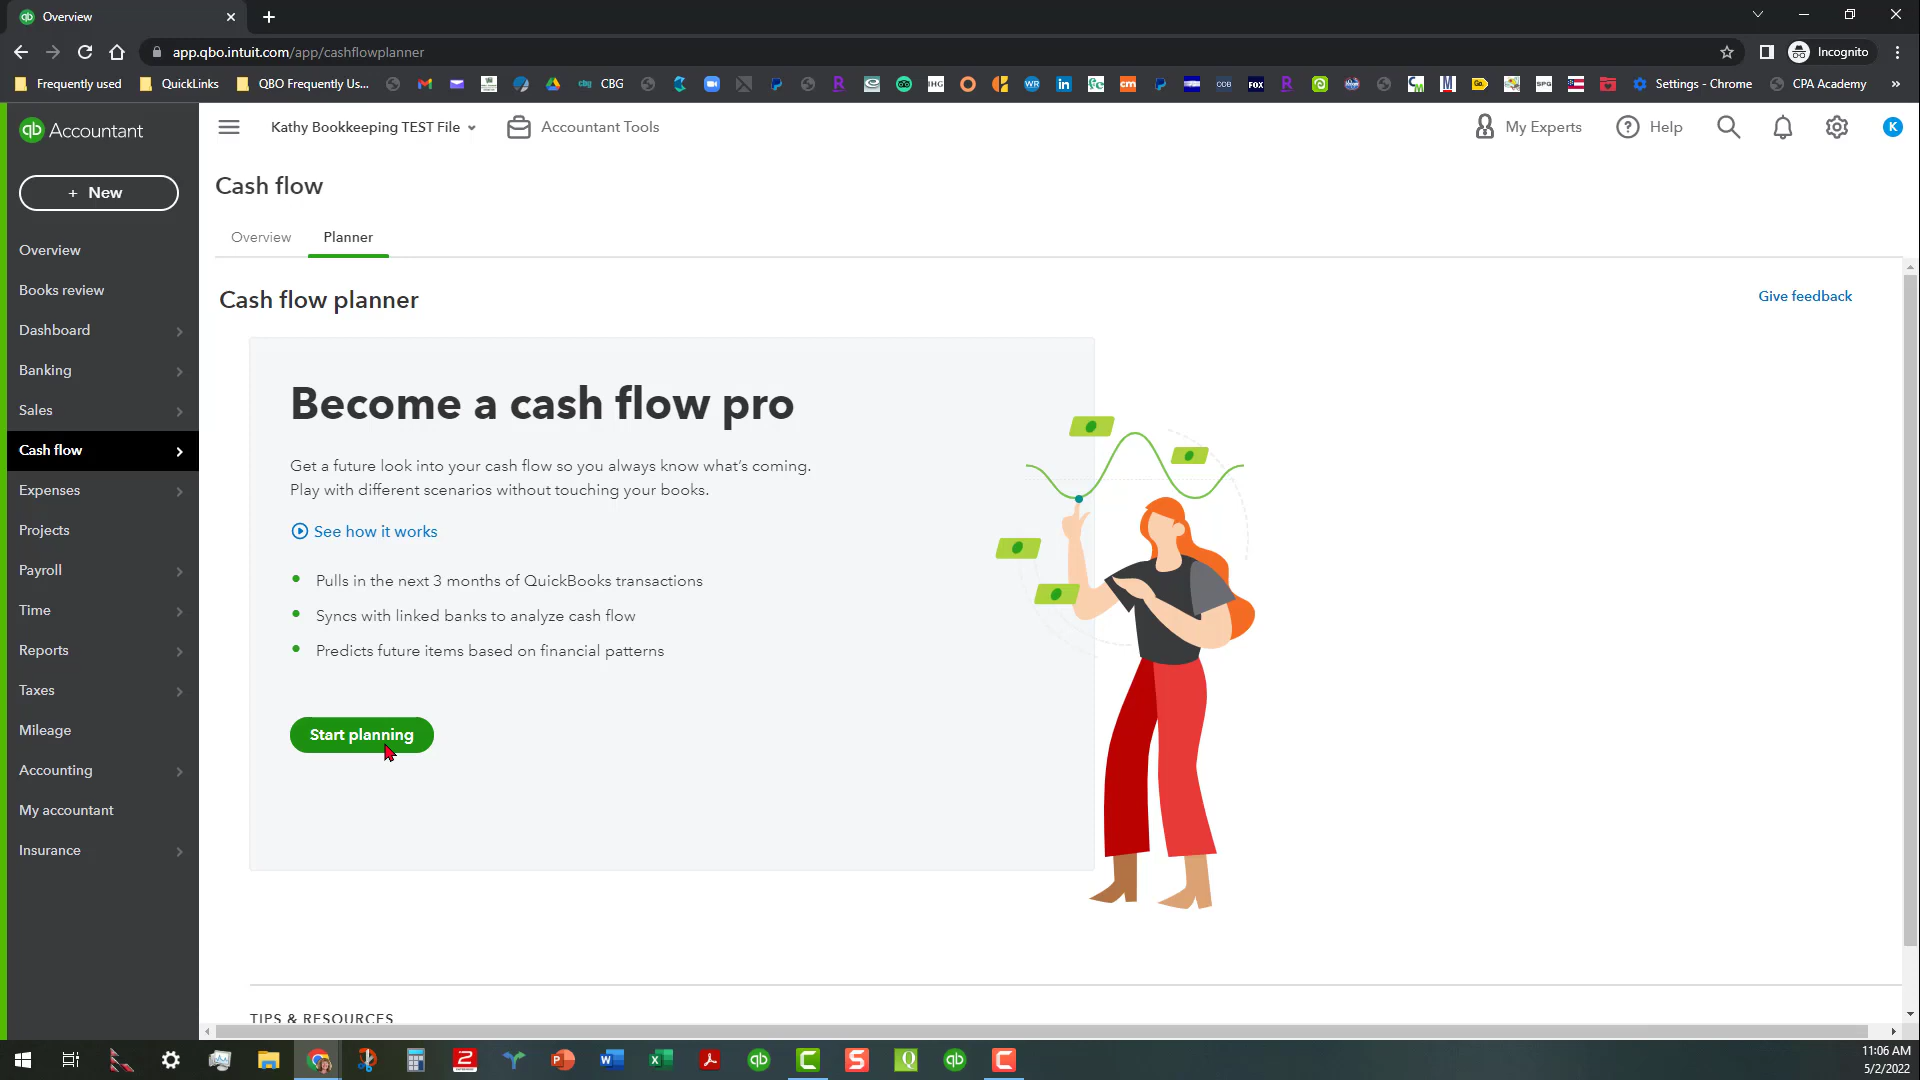 Overview
app.qbo.intuit.com/app/cashflowplanner
Incognito
Frequently used
QuickLinks
QBO Frequently Us...
CBG
Settings - Chrome
CPA Academy
qb Accountant
Kathy Bookkeeping TEST File
Accountant Tools
My Experts
Help
K
+ New
Overview
Books review
Dashboard
Banking
Sales
Cash flow
Expenses
Projects
Payroll
Time
Reports
Taxes
Mileage
Accounting
My accountant
Insurance
Cash flow
Overview
Planner
Cash flow planner
Give feedback
Become a cash flow pro
Get a future look into your cash flow so you always know what's coming.
Play with different scenarios without touching your books.
See how it works
Pulls in the next 3 months of QuickBooks transactions
Syncs with linked banks to analyze cash flow
Predicts future items based on financial patterns
Start planning
TIPS & RESOURCES
11:06 AM
5/2/2022